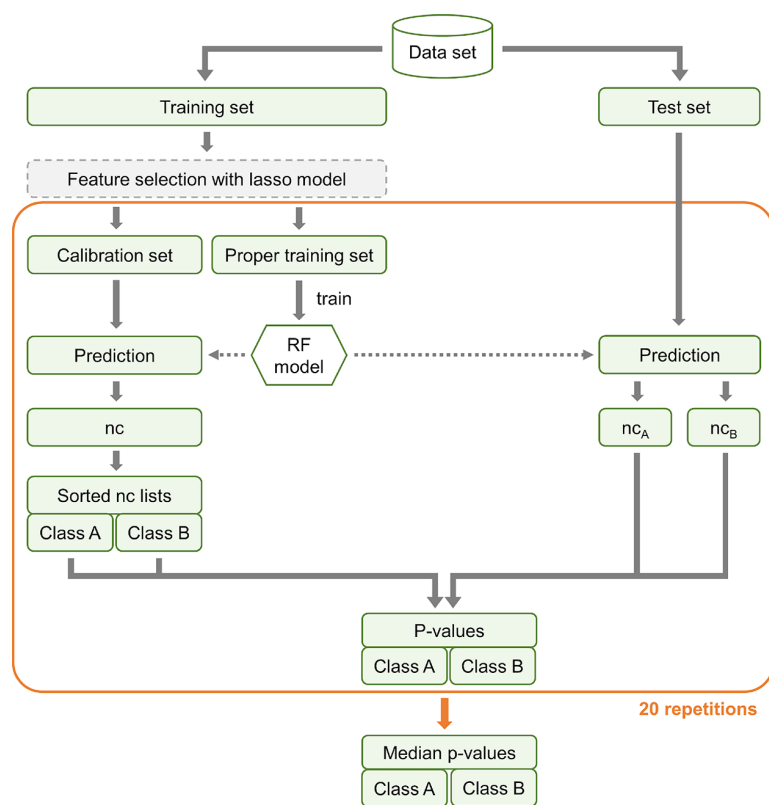 Data set
Training set
Test set
Feature selection with lasso model
Calibration set
Proper training set
train
Prediction
RF
model
Prediction
nc
ncA
ncB
Sorted nc lists
Class A
Class B
P-values
Class A
Class B
20 repetitions
Median p-values
Class A
Class B